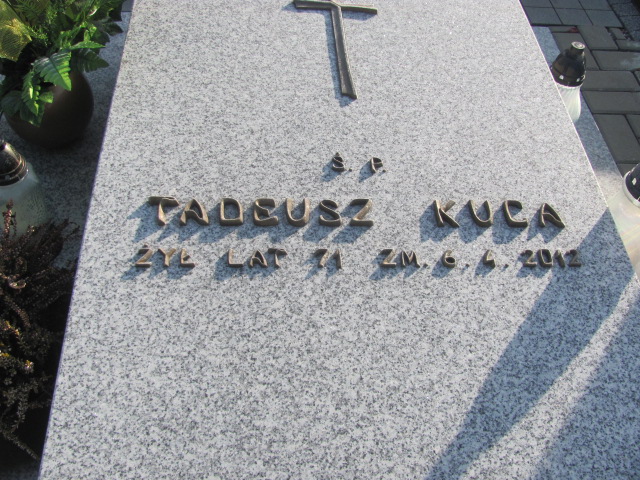 Ś. P.
TADEUSZ KUCA
ŻYŁ LAT 71 ZM. 6. 4. 2012